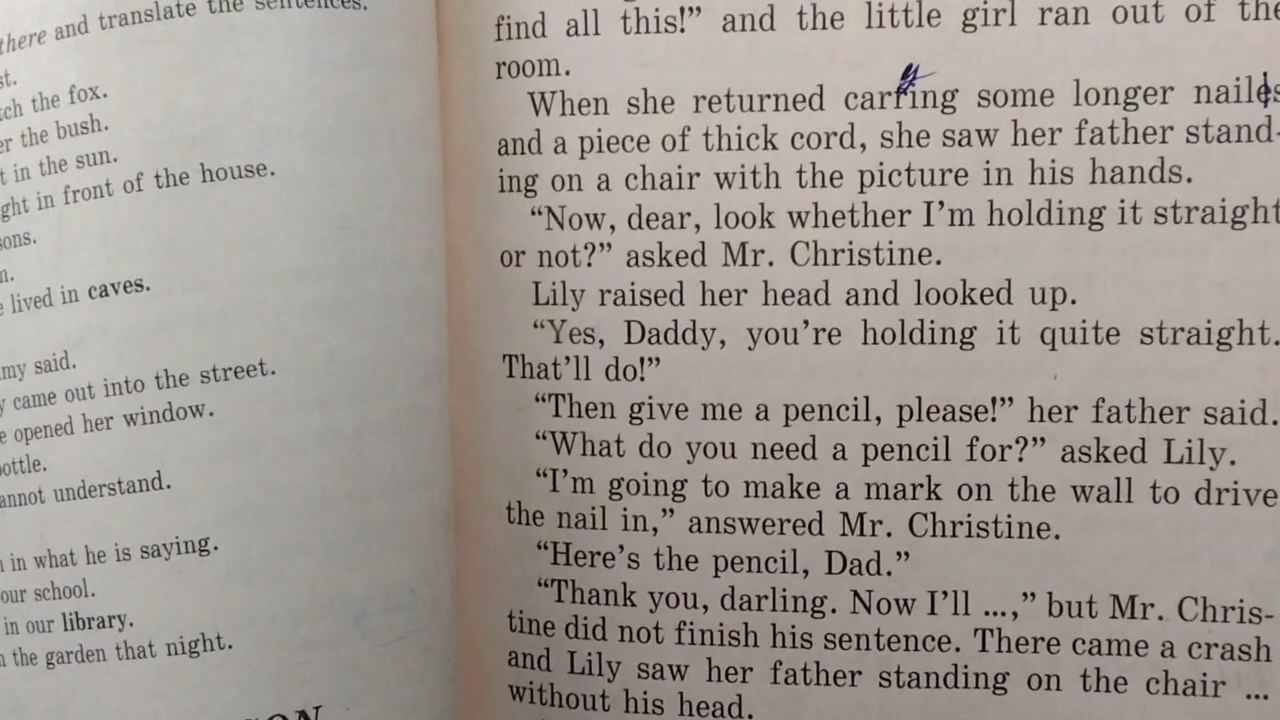 there and translate the sentences.
st.
tch the fox.
er the bush.
t in the sun.
ght in front of the house.
sons.
n.
e lived in caves.
my said.
y came out into the street.
e opened her window.
ottle.
annot understand.
n in what he is saying.
our school.
in our library.
n the garden that night.
find all this!” and the little girl ran out of the
room.
When she returned carrying some longer nails
and a piece of thick cord, she saw her father stand-
ing on a chair with the picture in his hands.
“Now, dear, look whether I’m holding it straight
or not?” asked Mr. Christine.
Lily raised her head and looked up.
“Yes, Daddy, you’re holding it quite straight.
That’ll do!”
“Then give me a pencil, please!” her father said.
“What do you need a pencil for?” asked Lily.
“I’m going to make a mark on the wall to drive
the nail in,” answered Mr. Christine.
“Here’s the pencil, Dad.”
“Thank you, darling. Now I’ll ...,” but Mr. Chris-
tine did not finish his sentence. There came a crash
and Lily saw her father standing on the chair ...
without his head.